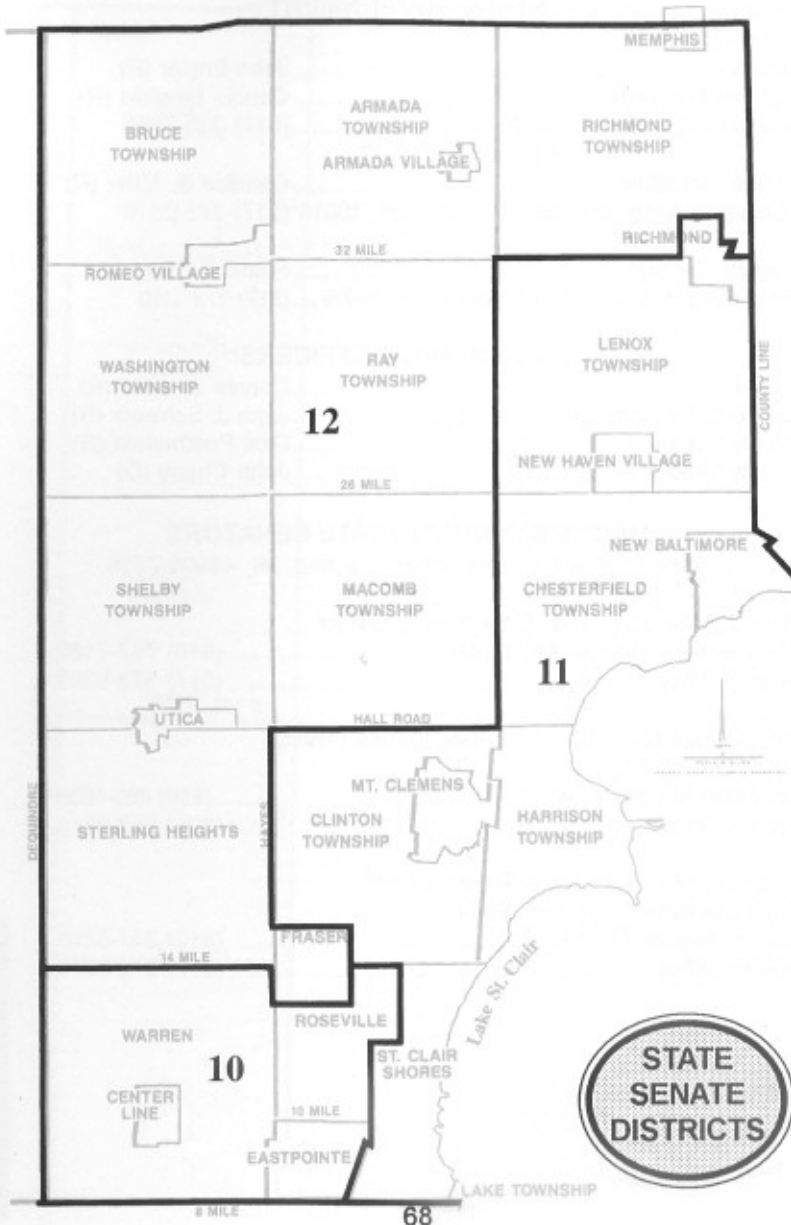 MEMPHIS
BRUCE
TOWNSHIP
ARMADA
TOWNSHIP
ARMADA VILLAGE
RICHMOND
TOWNSHIP
RICHMOND
32 MILE
ROMEO VILLAGE
WASHINGTON
TOWNSHIP
RAY
TOWNSHIP
12
LENOX
TOWNSHIP
COUNTY LINE
NEW HAVEN VILLAGE
26 MILE
NEW BALTIMORE
SHELBY
TOWNSHIP
MACOMB
TOWNSHIP
CHESTERFIELD
TOWNSHIP
11
UTICA
HALL ROAD
MT. CLEMENS
DEQUINDRE
STERLING HEIGHTS
HAYES
CLINTON
TOWNSHIP
HARRISON
TOWNSHIP
FRASER
14 MILE
Lake St. Clair
ROSEVILLE
WARREN
10
ST. CLAIR
SHORES
CENTER
LINE
10 MILE
EASTPOINTE
STATE
SENATE
DISTRICTS
LAKE TOWNSHIP
8 MILE
68